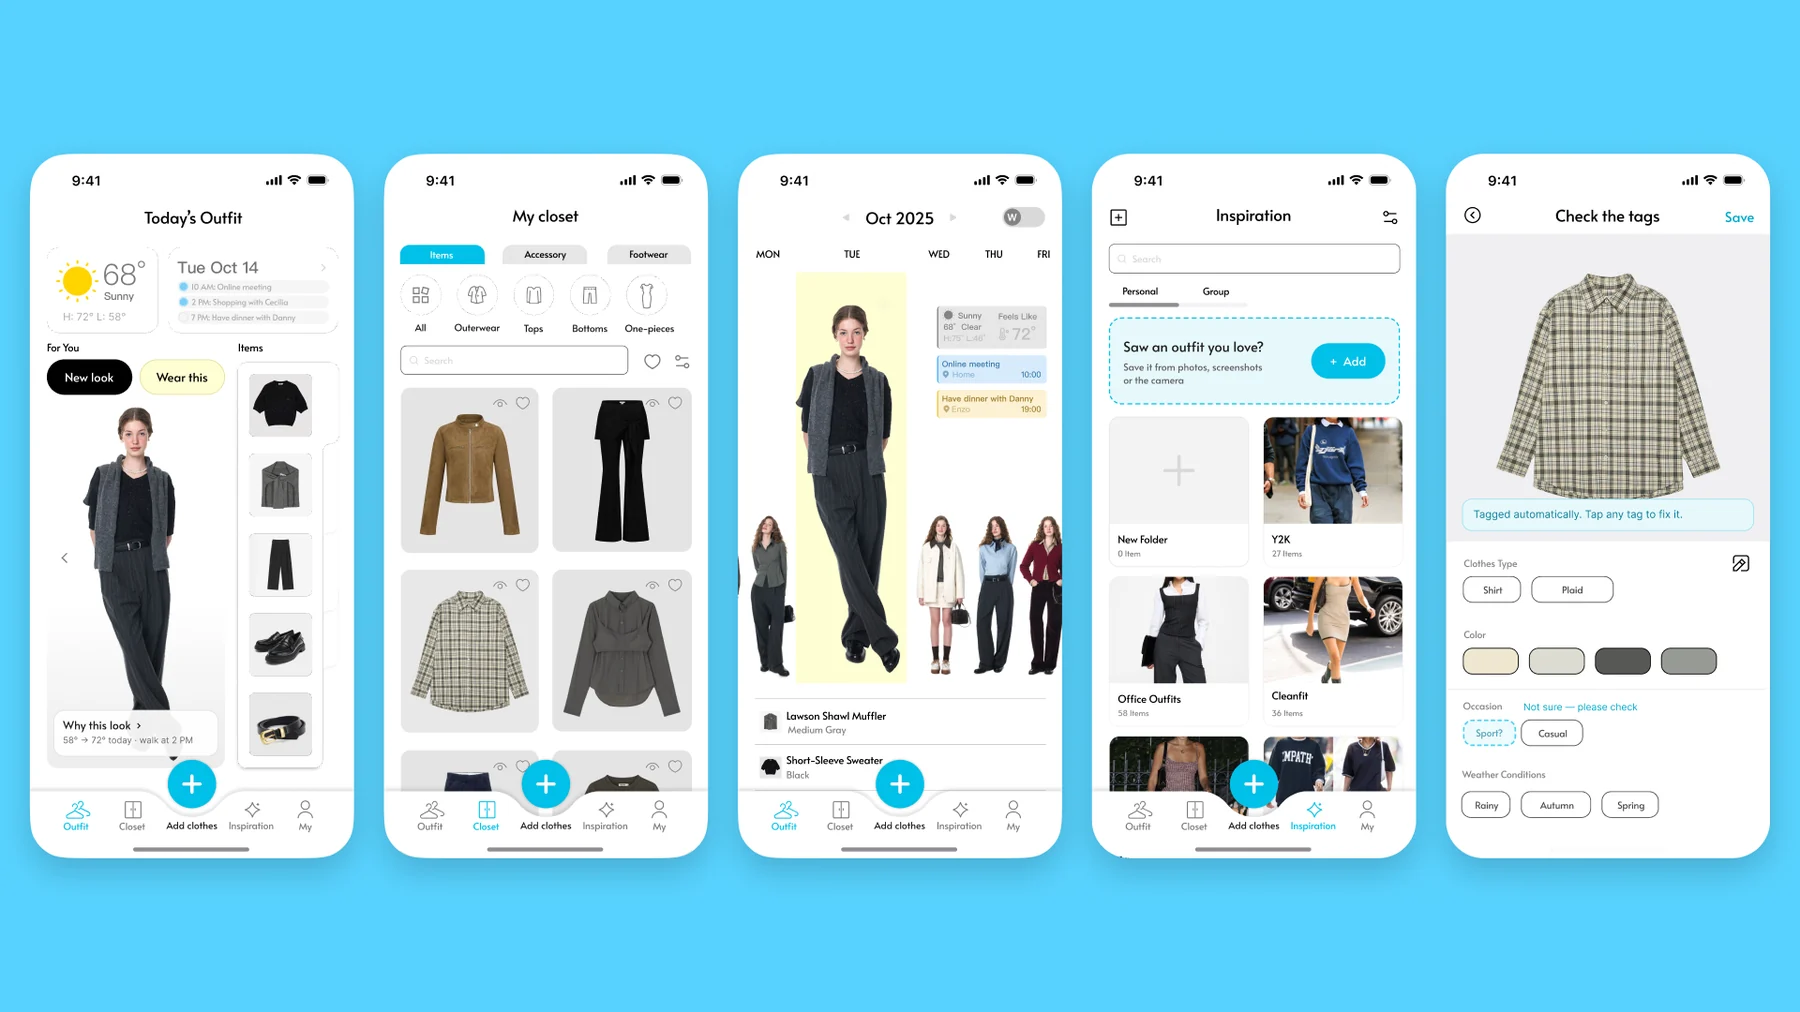 9:41
Today's Outfit
68°
Sunny
H: 72° L: 58°
Tue Oct 14
10 AM: Online meeting
2 PM: Shopping with Cecilia
7 PM: Have dinner with Danny
For You
Items
New look
Wear this
Why this look >
58° → 72° today · walk at 2 PM
Outfit
Closet
Add clothes
Inspiration
My
9:41
My closet
Items
Accessory
Footwear
All
Outerwear
Tops
Bottoms
One-pieces
Search
Outfit
Closet
Add clothes
Inspiration
My
9:41
Oct 2025
W
MON
TUE
WED
THU
FRI
Sunny
68° Clear
H:75° L:46°
Feels Like
72°
Online meeting
Home
10:00
Have dinner with Danny
Enzo
19:00
Lawson Shawl Muffler
Medium Gray
Short-Sleeve Sweater
Black
Outfit
Closet
Add clothes
Inspiration
My
9:41
Inspiration
Search
Personal
Group
Saw an outfit you love?
Save it from photos, screenshots
or the camera
+ Add
New Folder
0 Item
Y2K
27 Items
Office Outfits
58 Items
Cleanfit
36 Items
EMPATH
Outfit
Closet
Add clothes
Inspiration
My
9:41
Check the tags
Save
Tagged automatically. Tap any tag to fix it.
Clothes Type
Shirt
Plaid
Color
Occasion
Not sure — please check
Sport?
Casual
Weather Conditions
Rainy
Autumn
Spring